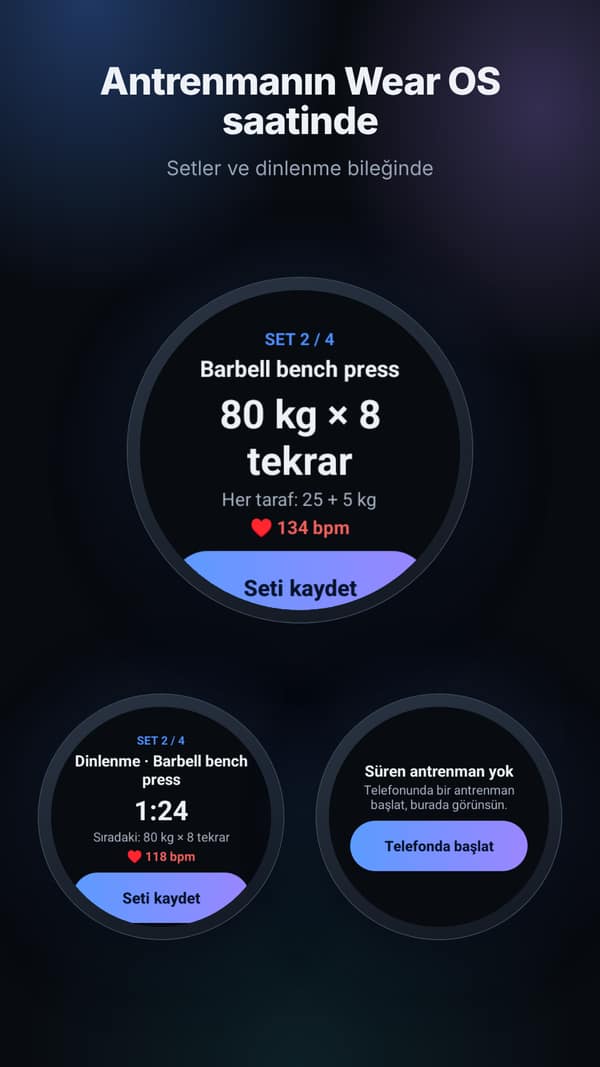 Antrenmanın Wear OS
saatinde
Setler ve dinlenme bileğinde
SET 2 / 4
Barbell bench press
80 kg × 8
tekrar
Her taraf: 25 + 5 kg
❤️ 134 bpm
Seti kaydet
SET 2 / 4
Dinlenme · Barbell bench
press
1:24
Sıradaki: 80 kg × 8 tekrar
❤️ 118 bpm
Seti kaydet
Süren antrenman yok
Telefonunda bir antrenman
başlat, burada görünsün.
Telefonda başlat